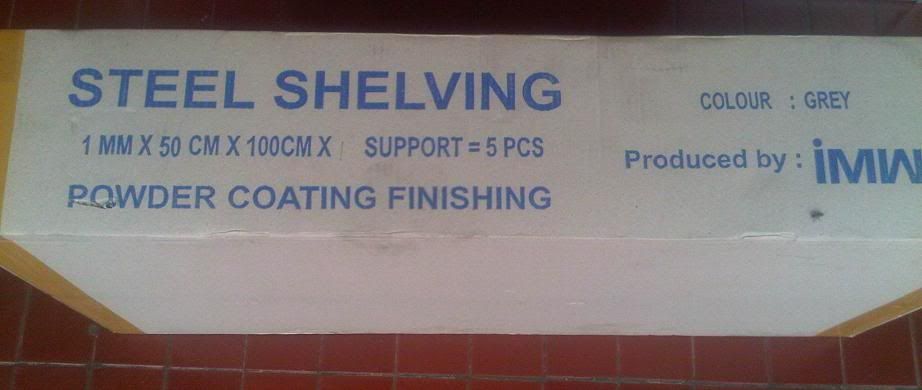 STEEL SHELVING
COLOUR : GREY
1 MM X 50 CM X 100CM X SUPPORT = 5 PCS
Produced by : iMW
POWDER COATING FINISHING